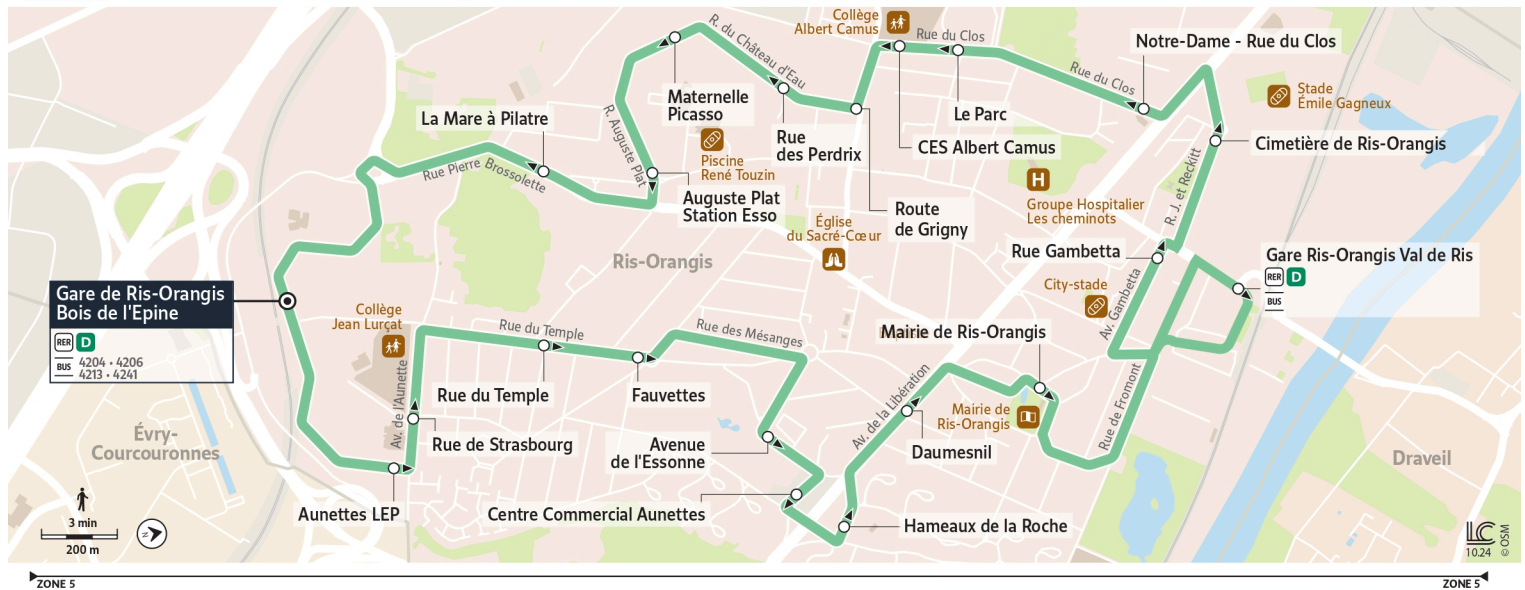 Collège
Albert Camus
R. du Château d'Eau
Rue du Clos
Notre-Dame - Rue du Clos
Rue du Clos
Stade
Émile Gagneux
Maternelle
Picasso
La Mare à Pilatre
R. Auguste Plat
Le Parc
Rue
des Perdrix
CES Albert Camus
Cimetière de Ris-Orangis
Piscine
René Touzin
Rue Pierre Brossolette
H
R. J. et Reckitt
Auguste Plat
Station Esso
Route
de Grigny
Groupe Hospitalier
Les cheminots
Église
du Sacré-Cœur
Rue Gambetta
Gare Ris-Orangis Val de Ris
RER D
BUS
Ris-Orangis
City-stade
Av. Gambetta
Gare de Ris-Orangis
Bois de l'Epine
RER D
BUS
4204 • 4206
4213 • 4241
Collège
Jean Lurçat
Rue du Temple
Rue des Mésanges
Mairie de Ris-Orangis
Av. de l'Aunette
Rue du Temple
Fauvettes
Av. de la Libération
Mairie de
Ris-Orangis
Rue de Fromont
Évry-
Courcouronnes
Rue de Strasbourg
Avenue
de l'Essonne
Daumesnil
Draveil
Aunettes LEP
Centre Commercial Aunettes
Hameaux de la Roche
3 min
200 m
N
LC
10.24
© OSM
ZONE 5
ZONE 5